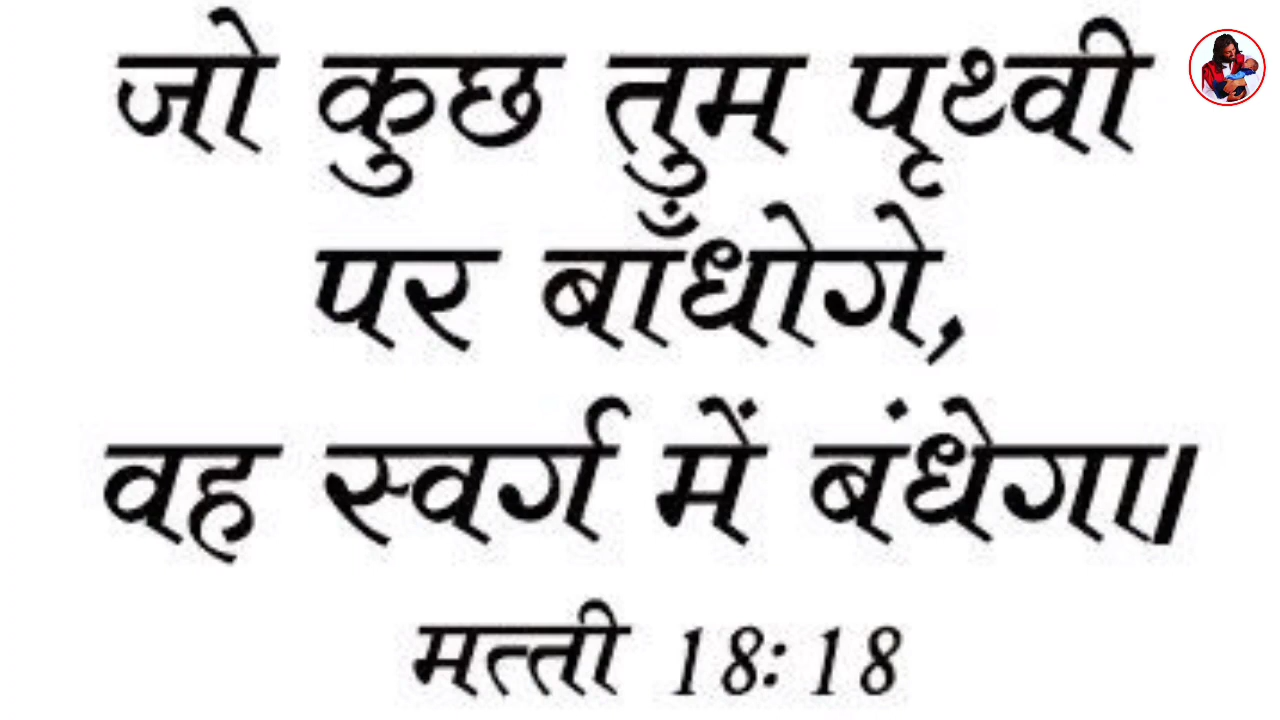 जो कुछ तुम पृथ्वी
पर बाँधोगे,
वह स्वर्ग में बंधेगा।
मत्ती 18:18